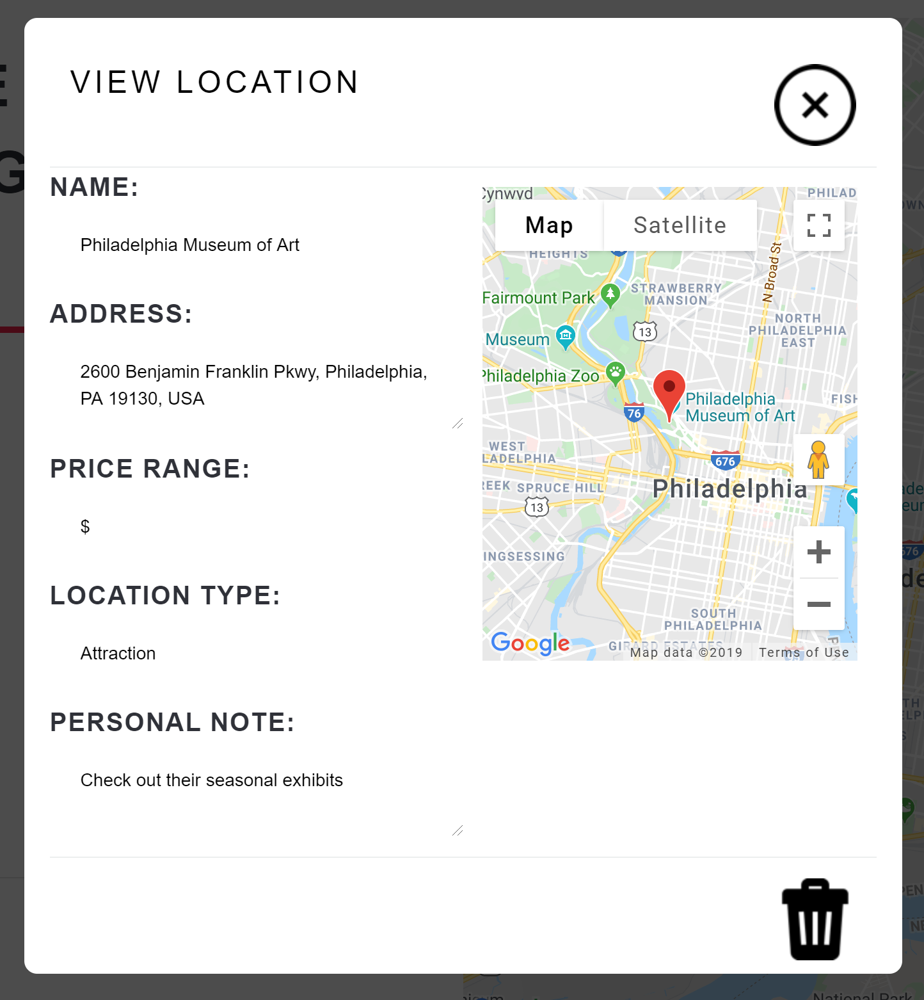 VIEW LOCATION
NAME:
Philadelphia Museum of Art
ADDRESS:
2600 Benjamin Franklin Pkwy, Philadelphia,
PA 19130, USA
PRICE RANGE:
$
LOCATION TYPE:
Attraction
PERSONAL NOTE:
Check out their seasonal exhibits
Cynwyd
PHILAD
Map
Satellite
HEIGHTS
N Broad St
Fairmount Park
STRAWBERRY
MANSION
13
NORTH
PHILADELPHIA
EAST
Museum
Philadelphia Zoo
Philadelphia
Museum of Art
FISH
76
WEST
LADELPHIA
676
REEK
SPRUCE HILL
Philadelphia
13
INGSESSING
SOUTH
PHILADELPHIA
Google
GIRARD ESTATES
Map data ©2019
Terms of Use
National Park